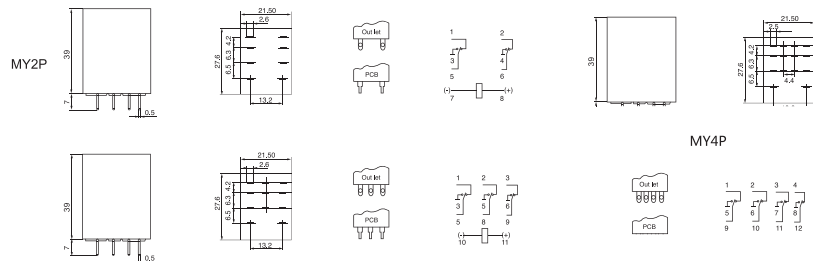 MY2P
39
7
0.5
21.50
2.6
27.6
4.2
6.3
6.5
13.2
Out let
PCB
1 2
3 4
5 6
(-) (+)
7 8
39
7
0.5
21.50
2.6
27.6
4.2
6.3
6.5
13.2
Out let
PCB
1 2 3
3 5 6
5 8 9
(-) (+)
10 11
39
21.50
2.5
27.6
4.2
6.3
6.5
4.4
MY4P
Out let
PCB
1 2 3 4
5 6 7 8
9 10 11 12